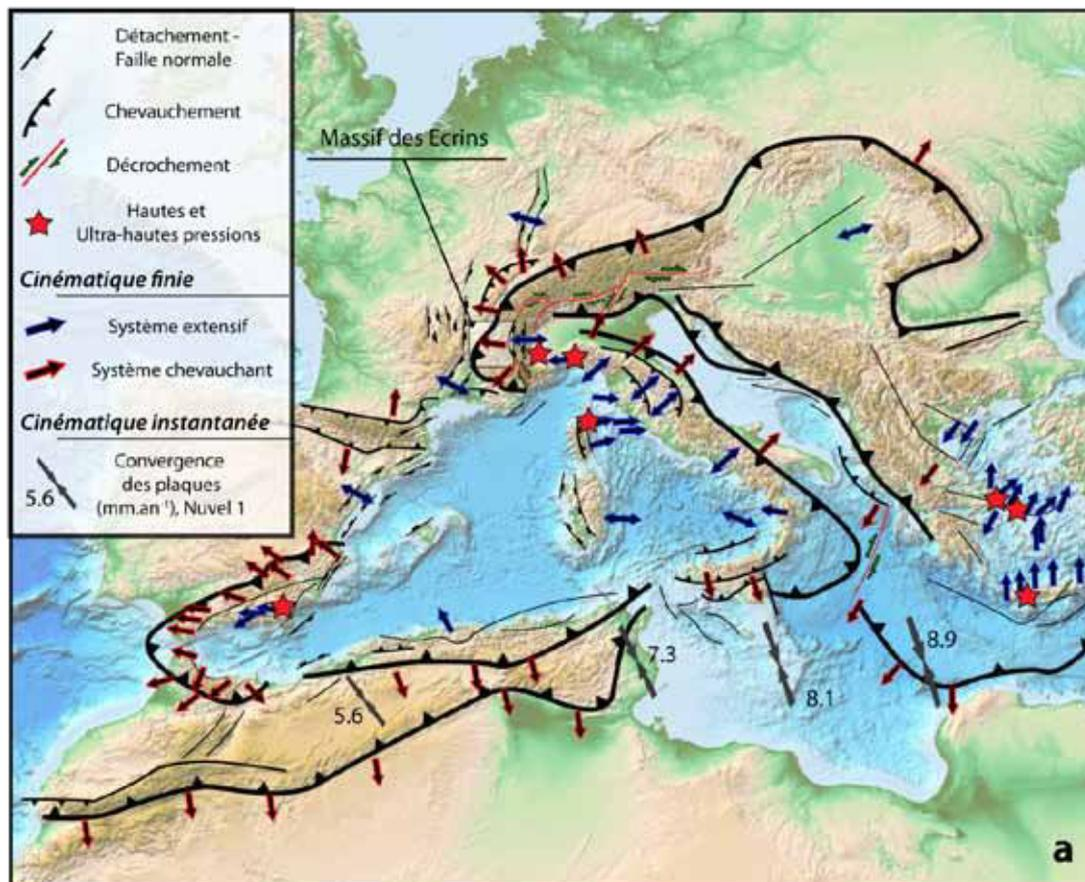 Détachement -
Faille normale
Chevauchement
Décrochement
Hautes et
Ultra-hautes pressions
Cinématique finie
Système extensif
Système chevauchant
Cinématique instantanée
Convergence
des plaques
(mm.an⁻¹), Nuvel 1
5.6
Massif des Ecrins
7.3
8.9
8.1
5.6
a